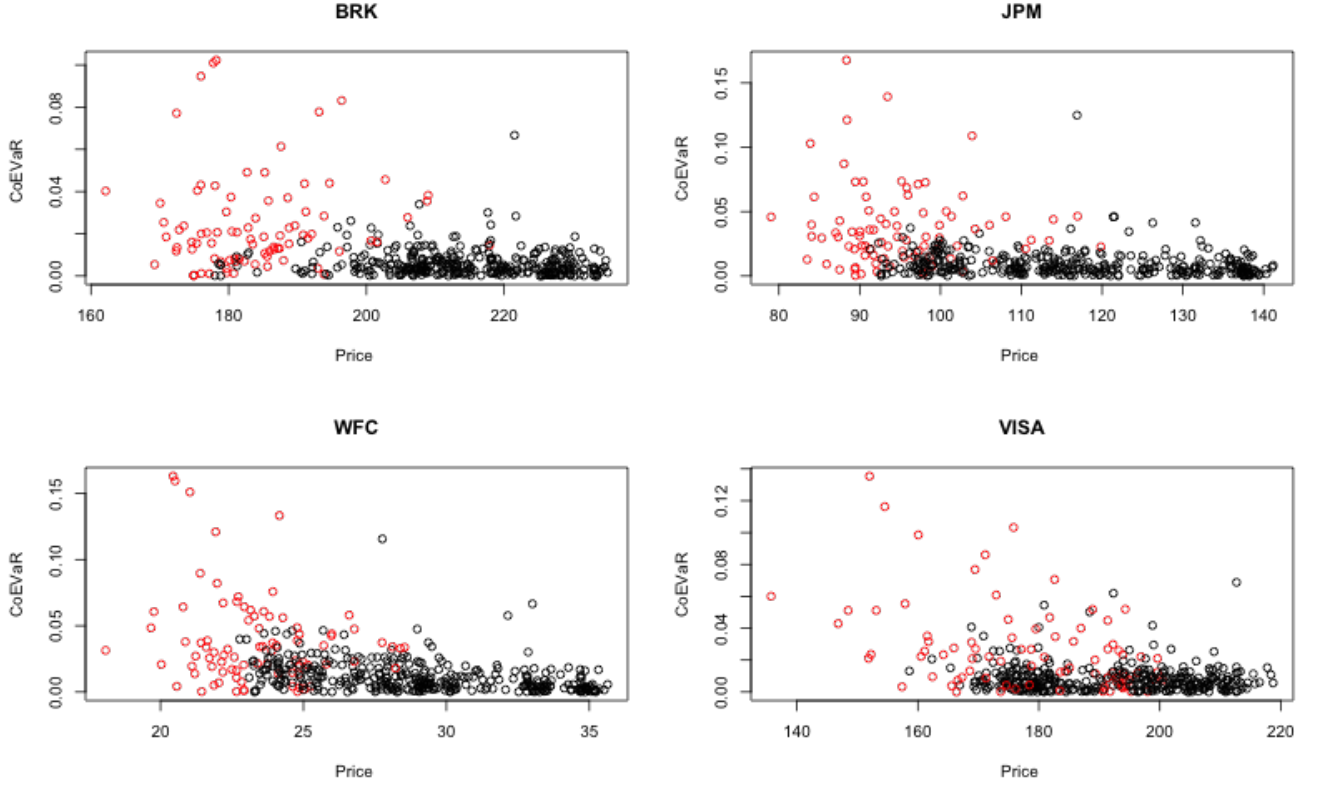 BRK
CoEVaR
0.00 0.04 0.08
160 180 200 220
Price
JPM
CoEVaR
0.00 0.05 0.10 0.15
80 90 100 110 120 130 140
Price
WFC
CoEVaR
0.00 0.05 0.10 0.15
20 25 30 35
Price
VISA
CoEVaR
0.00 0.04 0.08 0.12
140 160 180 200 220
Price